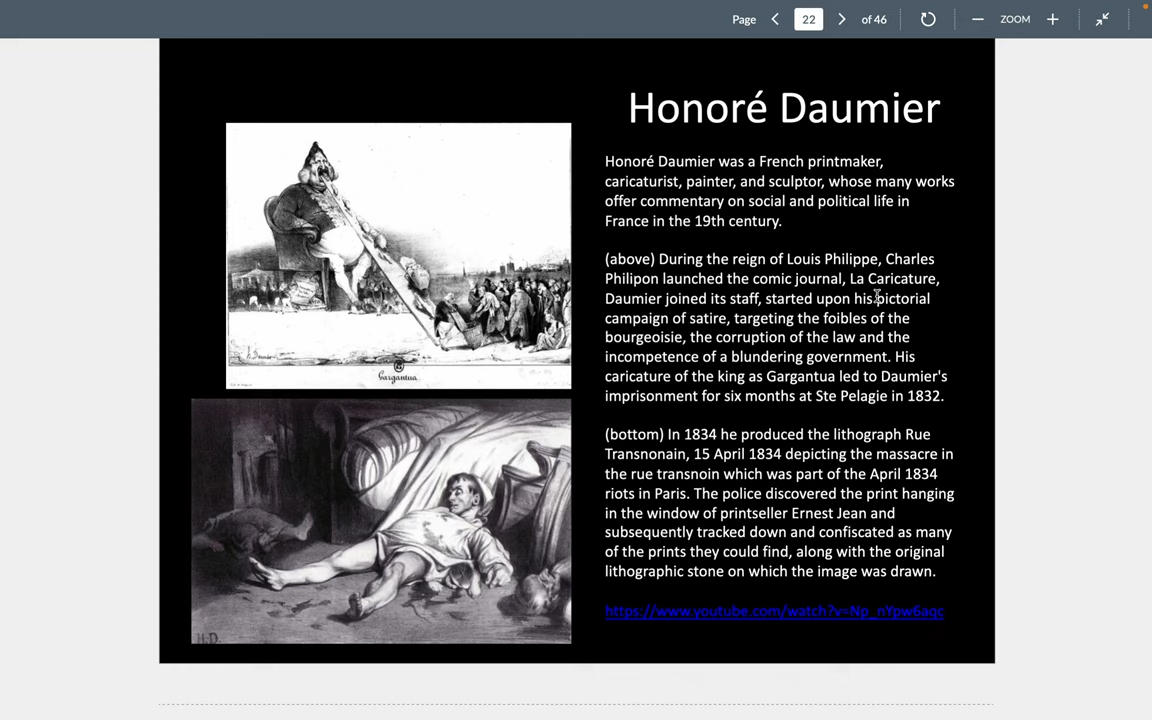 Page
22
of 46
ZOOM
Honoré Daumier
Honoré Daumier was a French printmaker,
caricaturist, painter, and sculptor, whose many works
offer commentary on social and political life in
France in the 19th century.
(above) During the reign of Louis Philippe, Charles
Philipon launched the comic journal, La Caricature,
Daumier joined its staff, started upon his pictorial
campaign of satire, targeting the foibles of the
bourgeoisie, the corruption of the law and the
incompetence of a blundering government. His
caricature of the king as Gargantua led to Daumier's
imprisonment for six months at Ste Pelagie in 1832.
(bottom) In 1834 he produced the lithograph Rue
Transnonain, 15 April 1834 depicting the massacre in
the rue transnoin which was part of the April 1834
riots in Paris. The police discovered the print hanging
in the window of printseller Ernest Jean and
subsequently tracked down and confiscated as many
of the prints they could find, along with the original
lithographic stone on which the image was drawn.
https://www.youtube.com/watch?v=Np_nYpw6aqc
Gargantua
H.D.